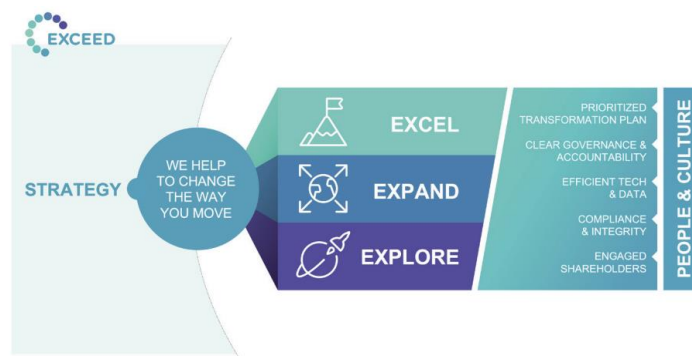 EXCEED
STRATEGY
WE HELP
TO CHANGE
THE WAY
YOU MOVE
EXCEL
EXPAND
EXPLORE
PRIORITIZED
TRANSFORMATION PLAN
CLEAR GOVERNANCE &
ACCOUNTABILITY
EFFICIENT TECH
& DATA
COMPLIANCE
& INTEGRITY
ENGAGED
SHAREHOLDERS
PEOPLE & CULTURE